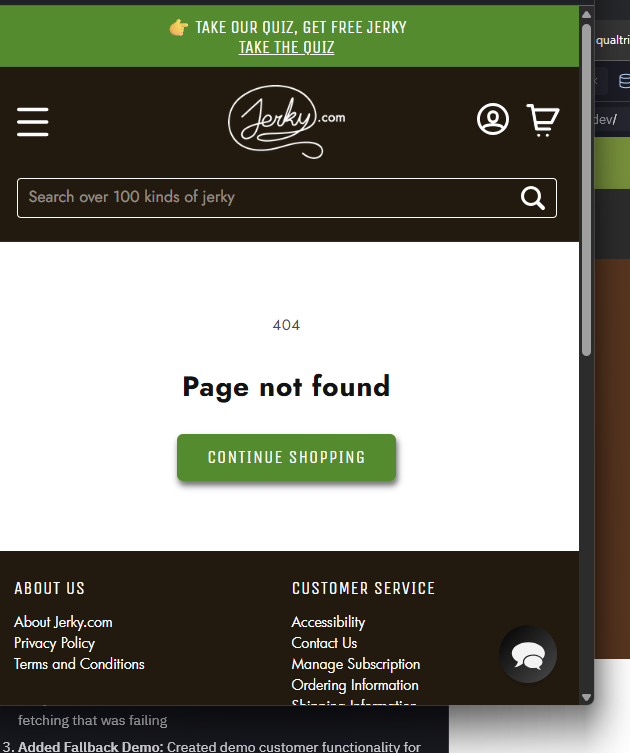 👉 TAKE OUR QUIZ, GET FREE JERKY
TAKE THE QUIZ
qualtri
dev/
Jerky.com
Search over 100 kinds of jerky
404
Page not found
CONTINUE SHOPPING
ABOUT US
About Jerky.com
Privacy Policy
Terms and Conditions
CUSTOMER SERVICE
Accessibility
Contact Us
Manage Subscription
Ordering Information
Shipping Information
fetching that was failing
3. Added Fallback Demo: Created demo customer functionality for